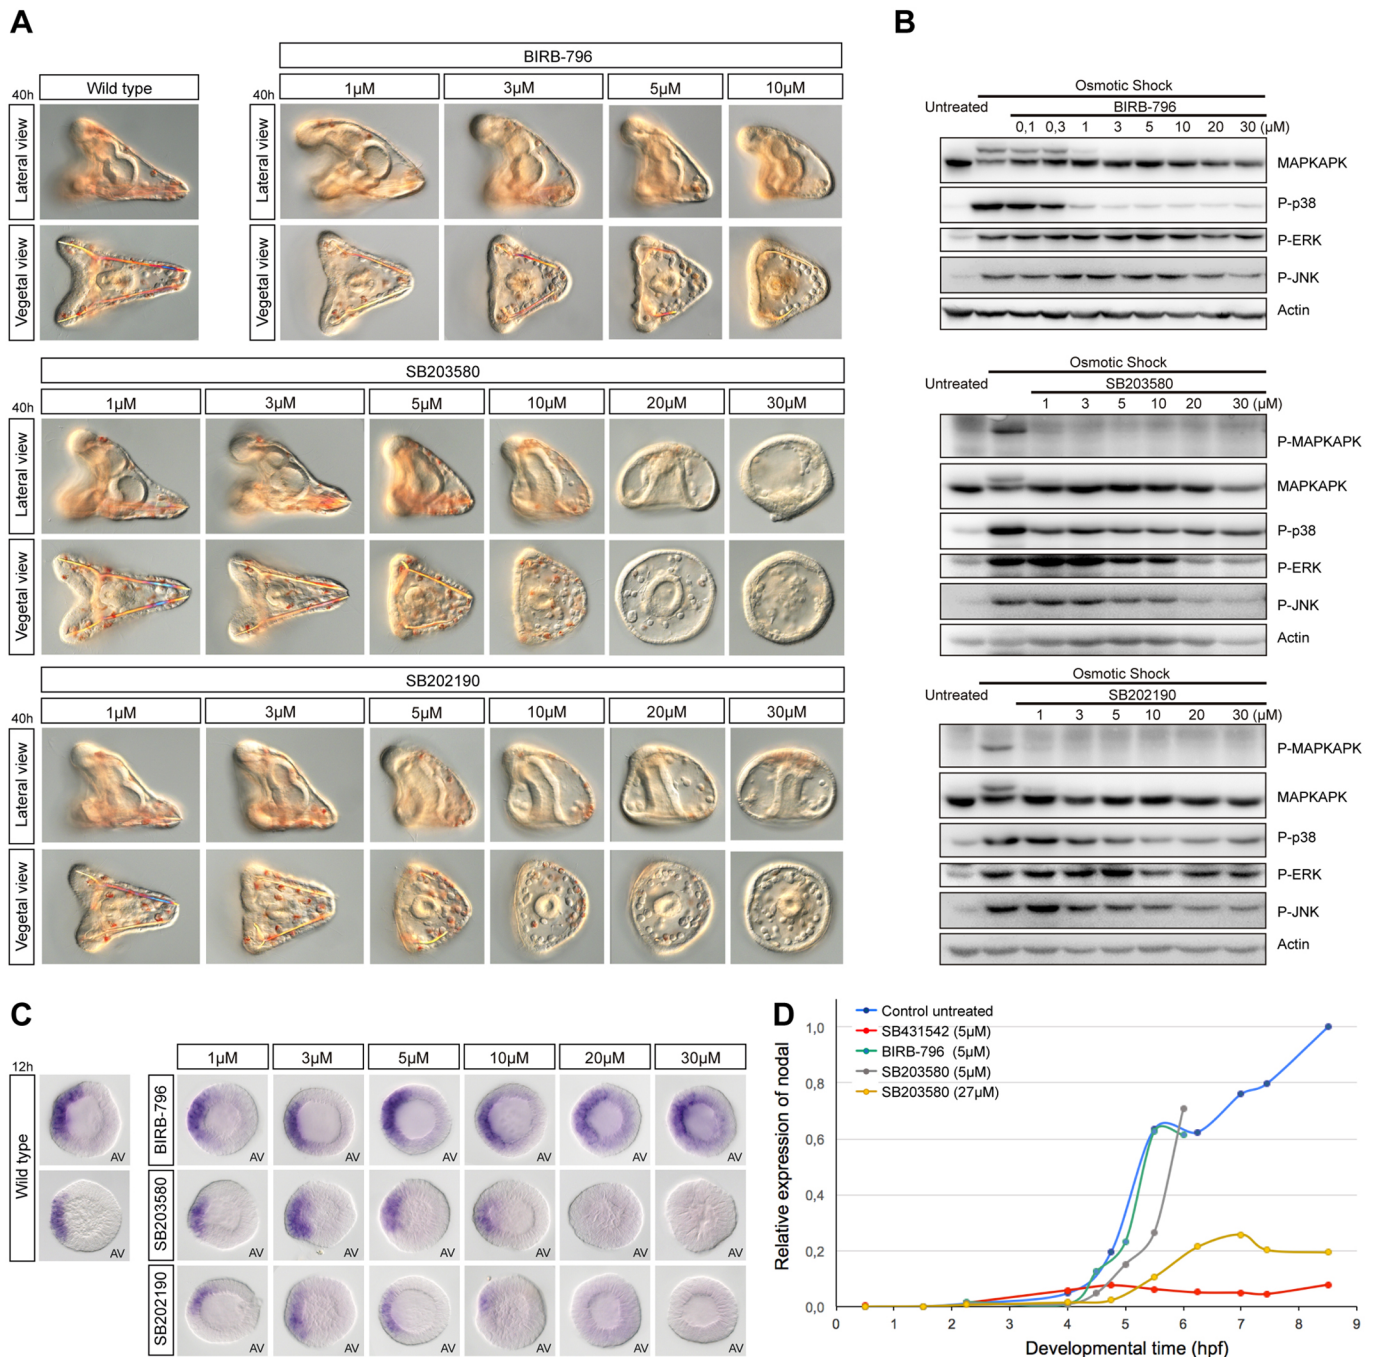 A
BIRB-796
40h
Wild type
40h
1µM
3µM
5µM
10µM
Lateral view
Lateral view
Vegetal view
Vegetal view
SB203580
40h
1µM
3µM
5µM
10µM
20µM
30µM
Lateral view
Vegetal view
SB202190
40h
1µM
3µM
5µM
10µM
20µM
30µM
Lateral view
Vegetal view
B
Osmotic Shock
Untreated
BIRB-796
0,1 0,3 1 3 5 10 20 30 (µM)
MAPKAPK
P-p38
P-ERK
P-JNK
Actin
Osmotic Shock
Untreated
SB203580
1 3 5 10 20 30 (µM)
P-MAPKAPK
MAPKAPK
P-p38
P-ERK
P-JNK
Actin
Osmotic Shock
Untreated
SB202190
1 3 5 10 20 30 (µM)
P-MAPKAPK
MAPKAPK
P-p38
P-ERK
P-JNK
Actin
C
12h
1µM
3µM
5µM
10µM
20µM
30µM
Wild type
AV
AV
BIRB-796
AV
AV
AV
AV
AV
AV
SB203580
AV
AV
AV
AV
AV
AV
SB202190
AV
AV
AV
AV
AV
AV
D
Control untreated
SB431542 (5µM)
BIRB-796 (5µM)
SB203580 (5µM)
SB203580 (27µM)
Relative expression of nodal
1,0
0,8
0,6
0,4
0,2
0,0
0 1 2 3 4 5 6 7 8 9
Developmental time (hpf)